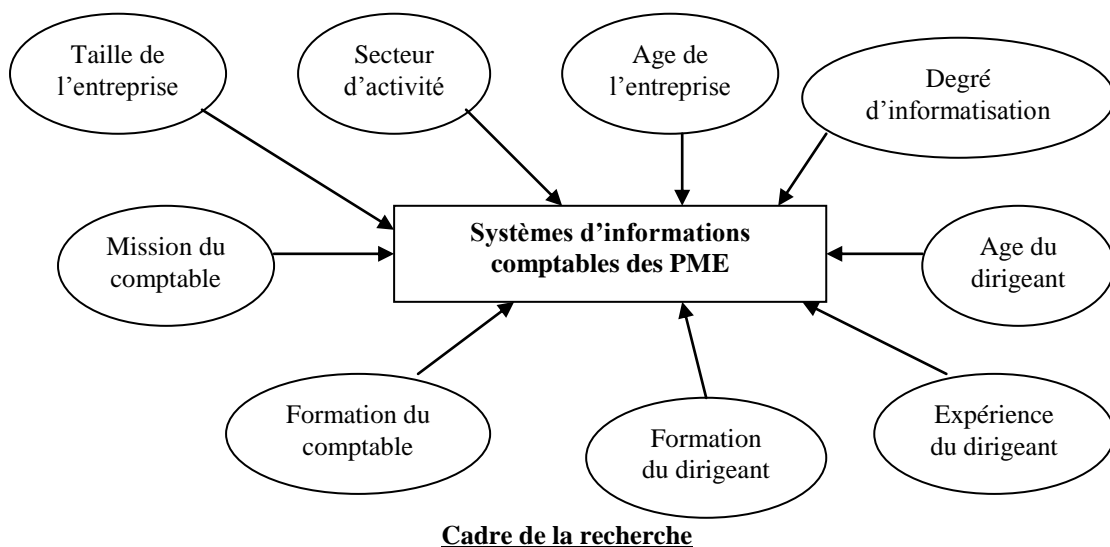 Taille de
l’entreprise
Secteur
d’activité
Age de
l’entreprise
Degré
d’informatisation
Systèmes d’informations
comptables des PME
Mission du
comptable
Age du
dirigeant
Formation du
comptable
Formation
du dirigeant
Expérience
du dirigeant
Cadre de la recherche